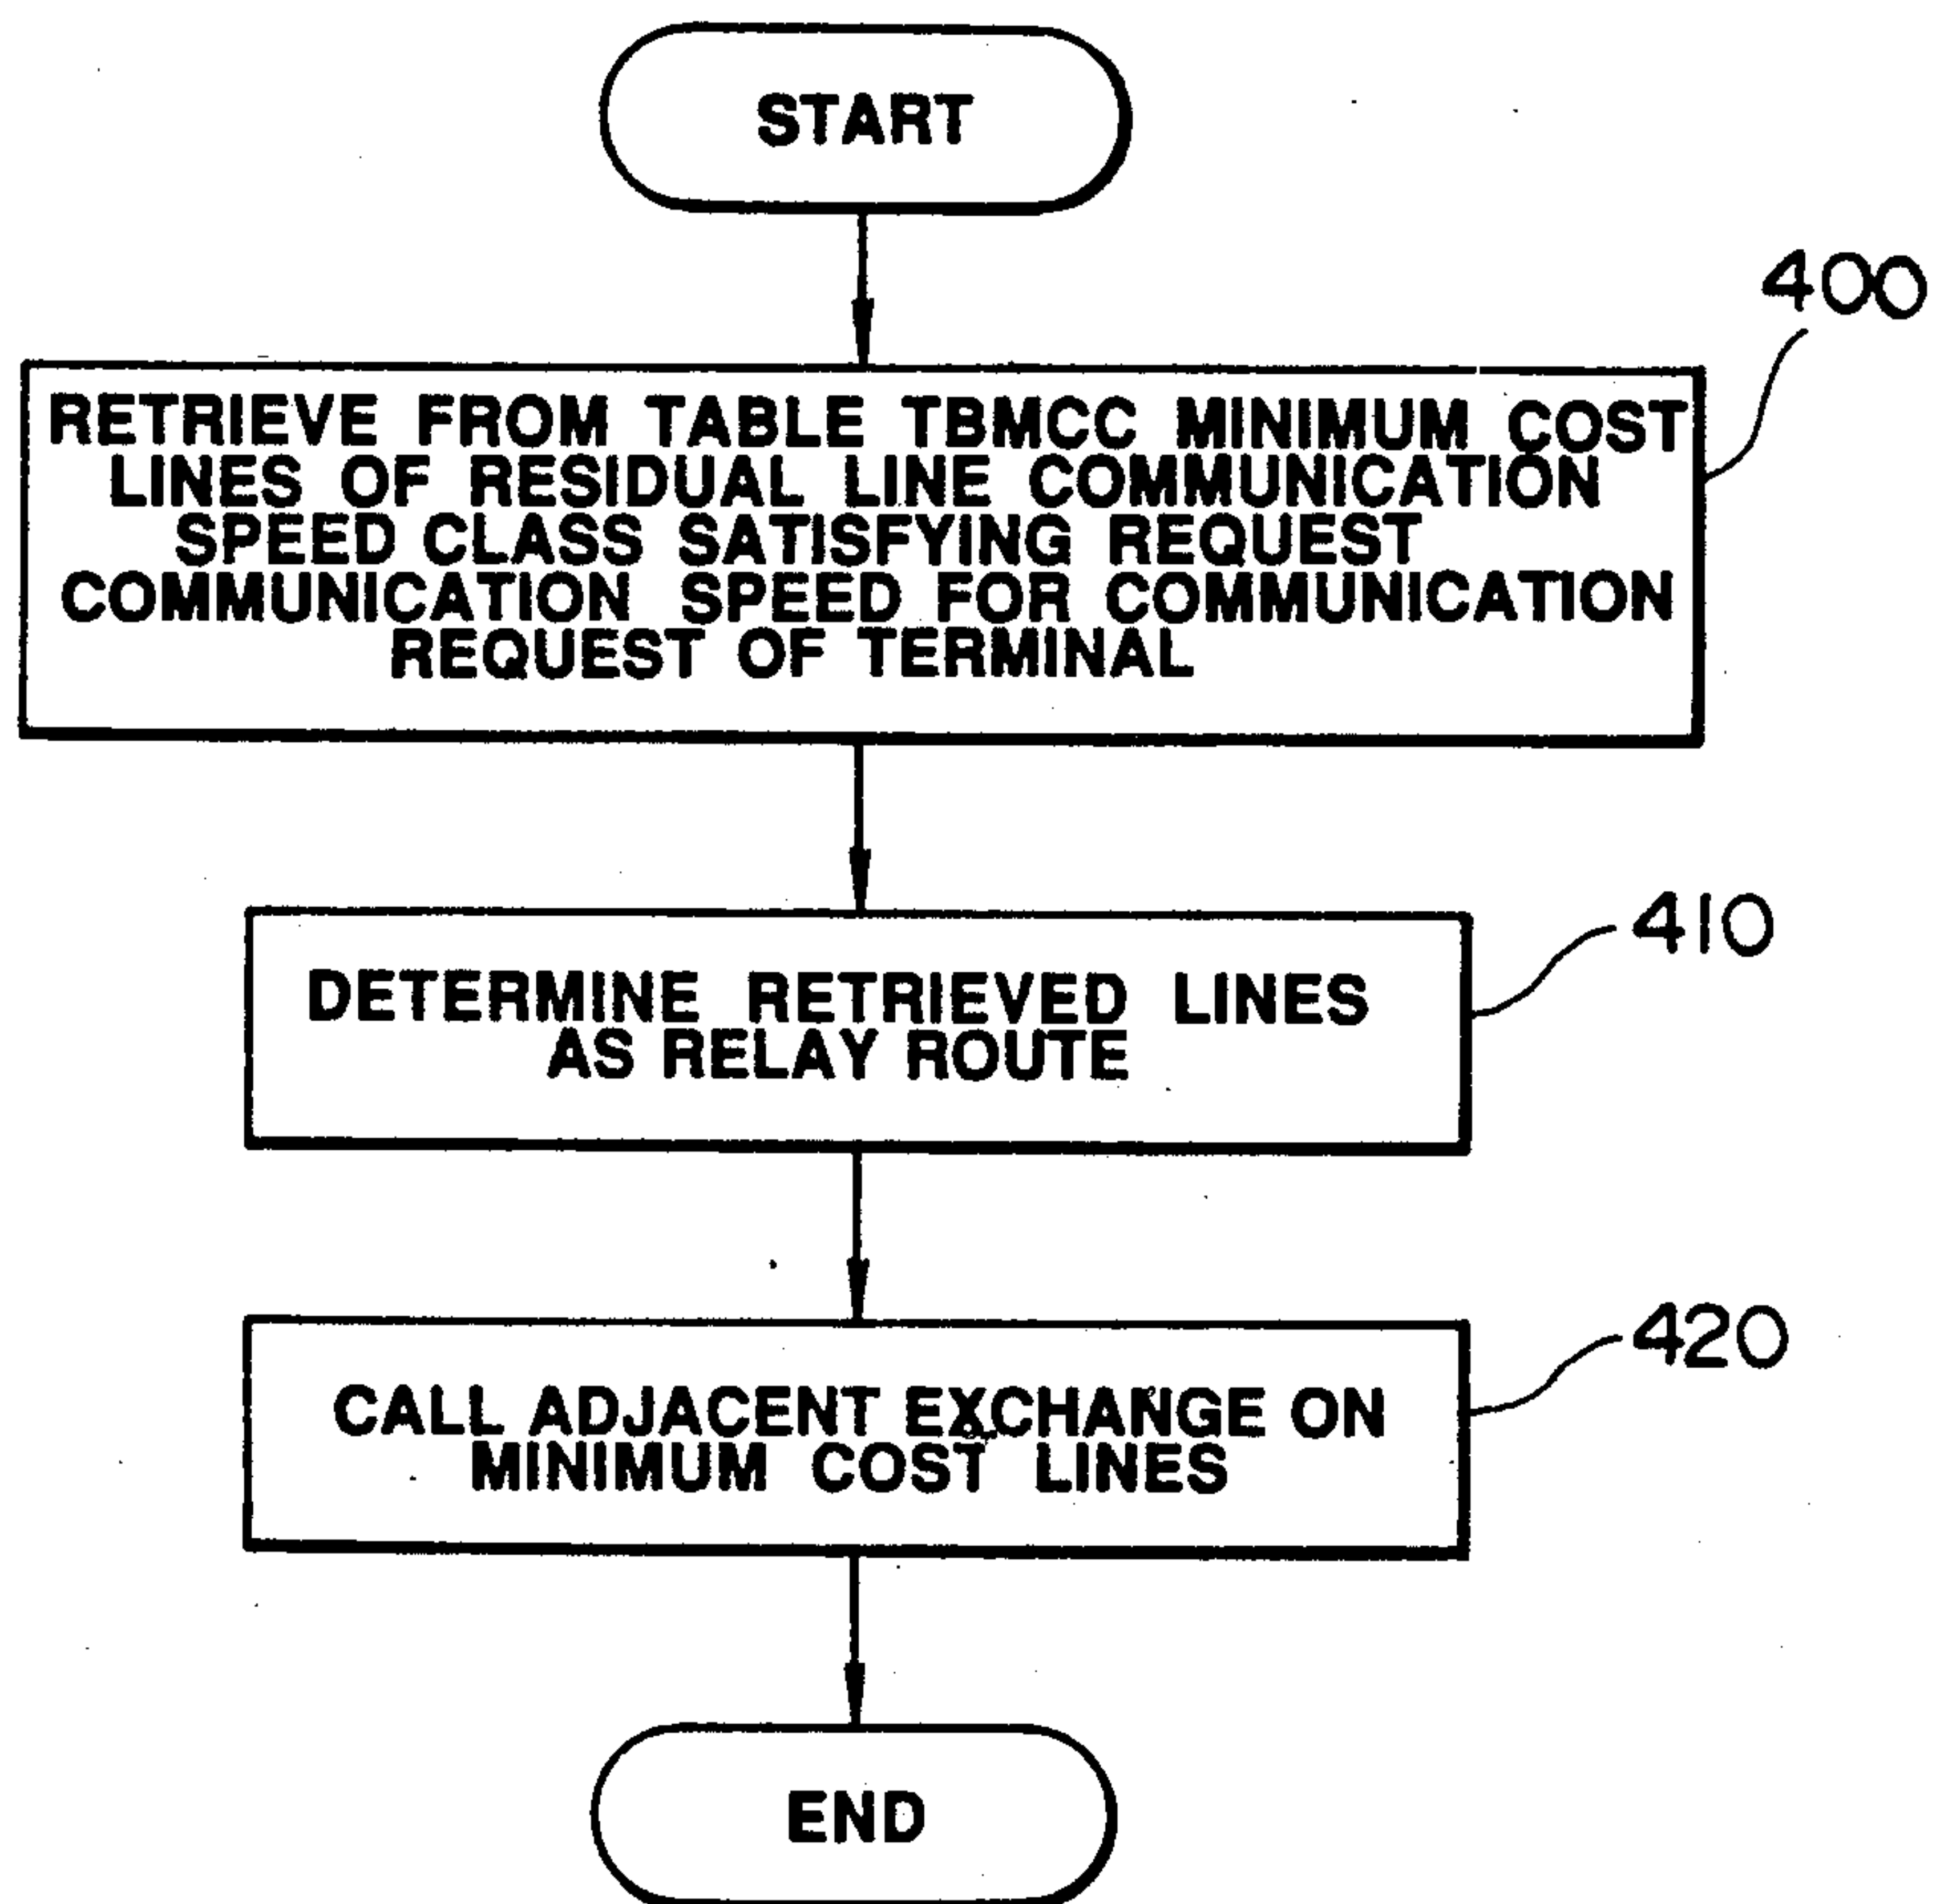 START
400
RETRIEVE FROM TABLE TBMCC MINIMUM COST
LINES OF RESIDUAL LINE COMMUNICATION
SPEED CLASS SATISFYING REQUEST
COMMUNICATION SPEED FOR COMMUNICATION
REQUEST OF TERMINAL
410
DETERMINE RETRIEVED LINES
AS RELAY ROUTE
420
CALL ADJACENT EXCHANGE ON
MINIMUM COST LINES
END